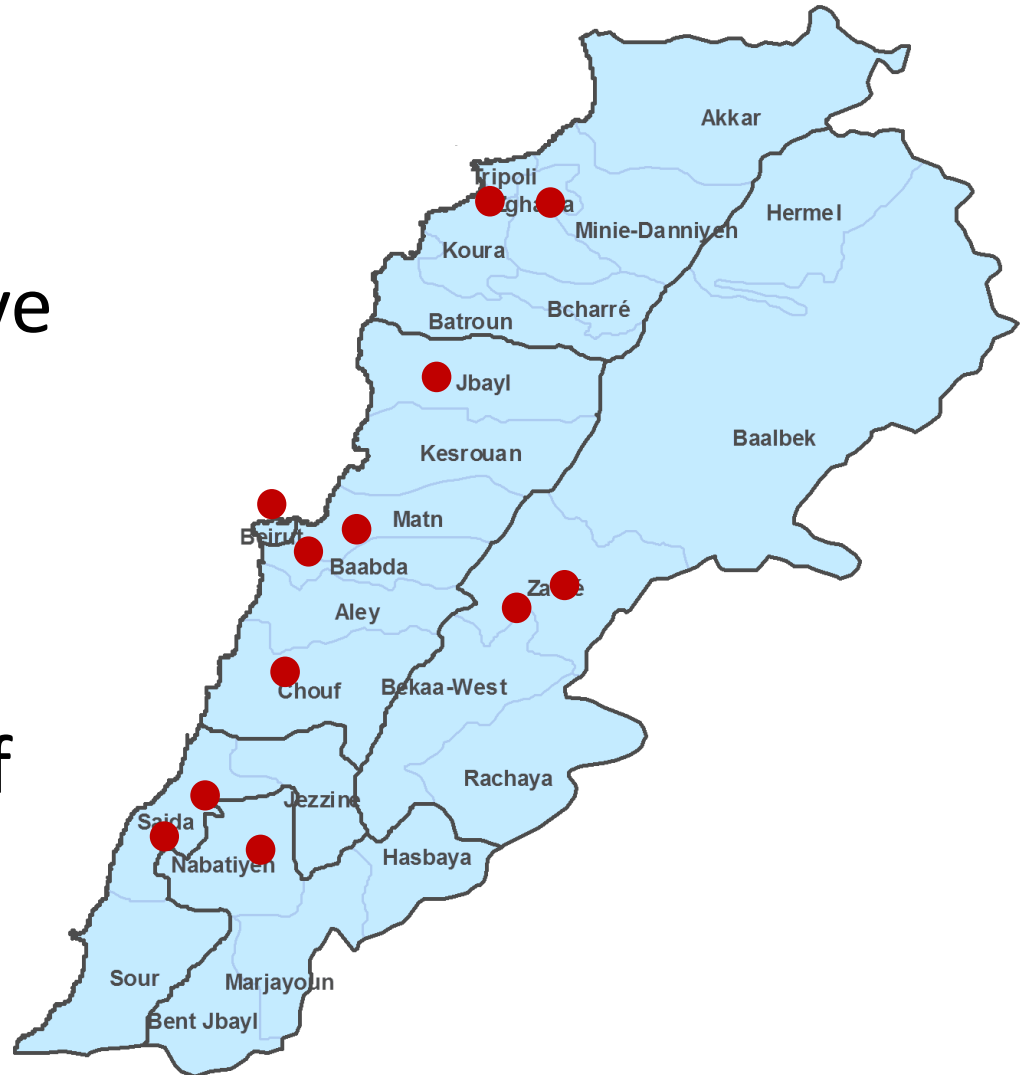 Akkar
Tripoli
Hermel
Minie-Danniyeh
Koura
ve
Bcharré
Batroun
Jbayl
Baalbek
Kesrouan
Matn
Beirut
Baabda
Aley
Bekaa-West
Chouf
f
Rachaya
Jezzine
Saida
Hasbaya
Nabatiyeh
Sour
Marjayoun
Bent Jbayl